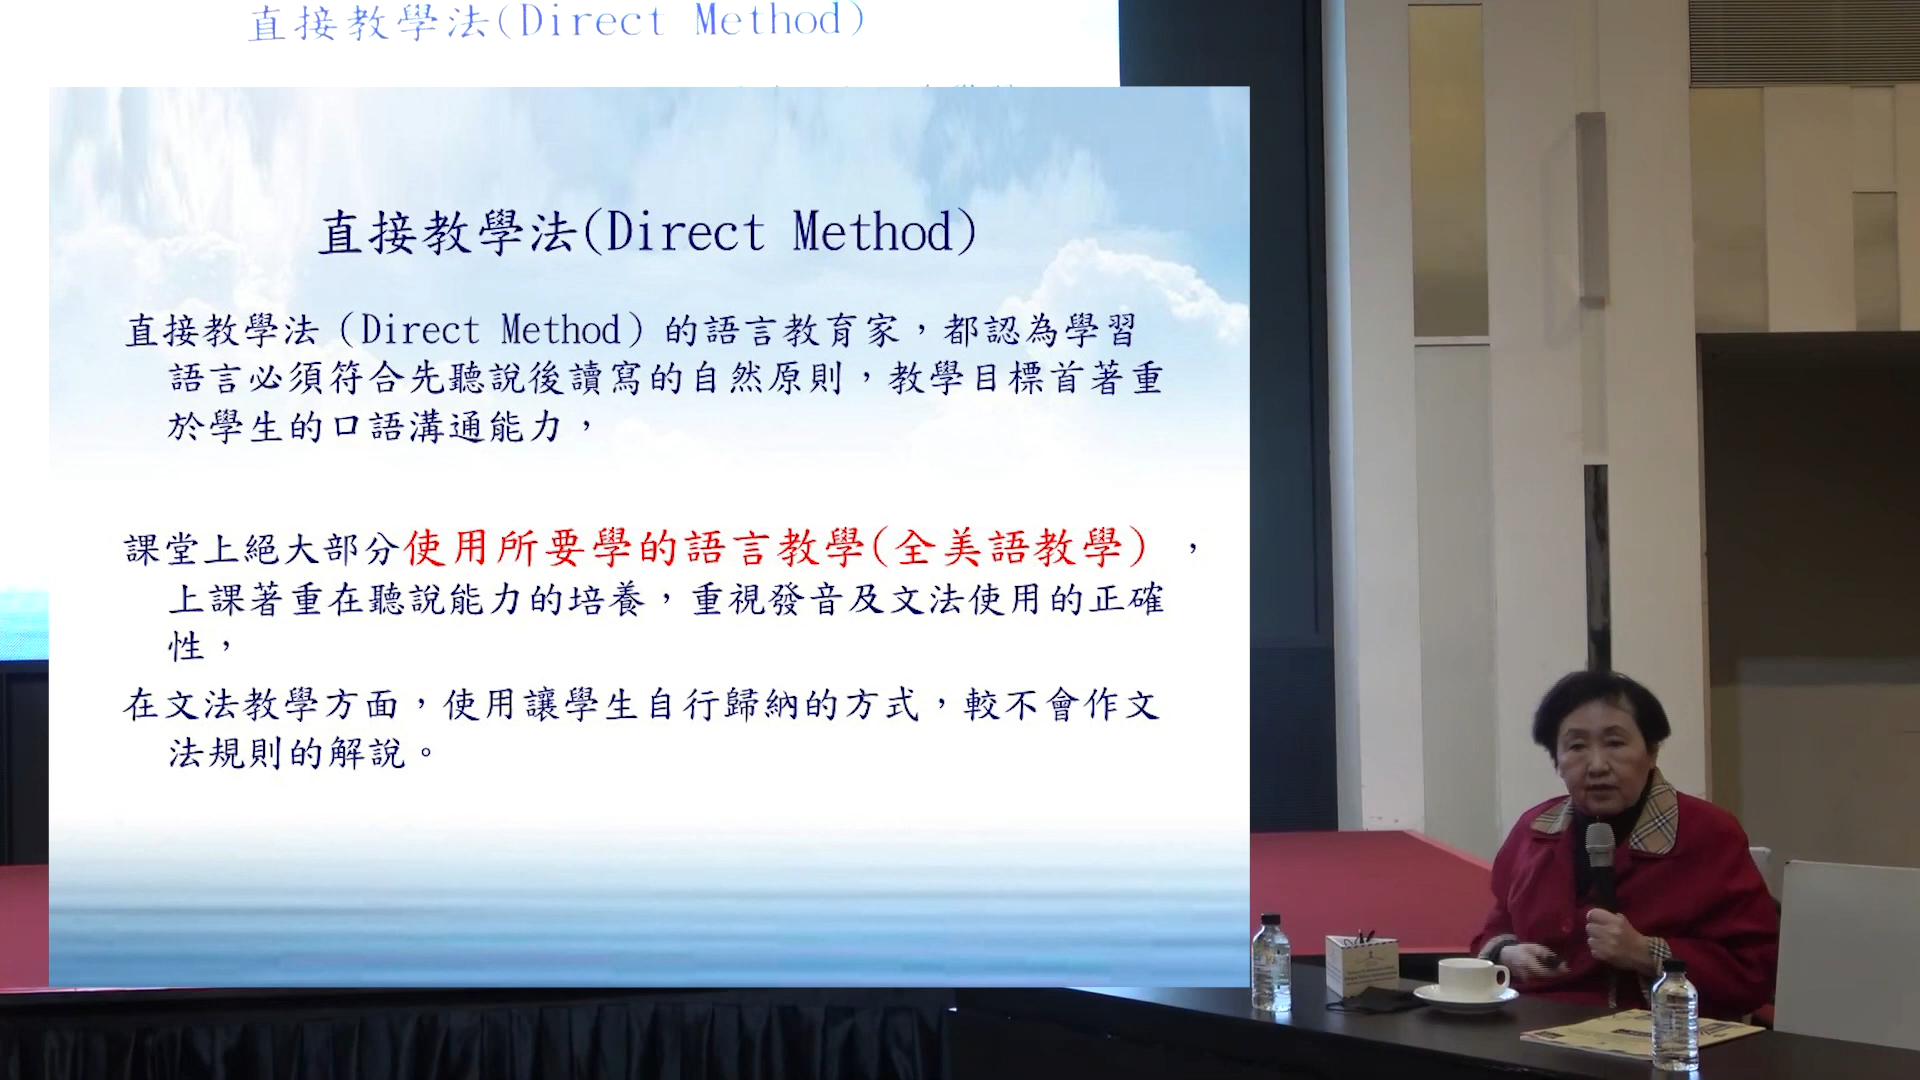 直接教學法(Direct Method)
直接教學法(Direct Method)
直接教學法（Direct Method）的語言教育家，都認為學習
語言必須符合先聽說後讀寫的自然原則，教學目標首著重
於學生的口語溝通能力，
課堂上絕大部分使用所要學的語言教學(全美語教學)，
上課著重在聽說能力的培養，重視發音及文法使用的正確
性，
在文法教學方面，使用讓學生自行歸納的方式，較不會作文
法規則的解說。